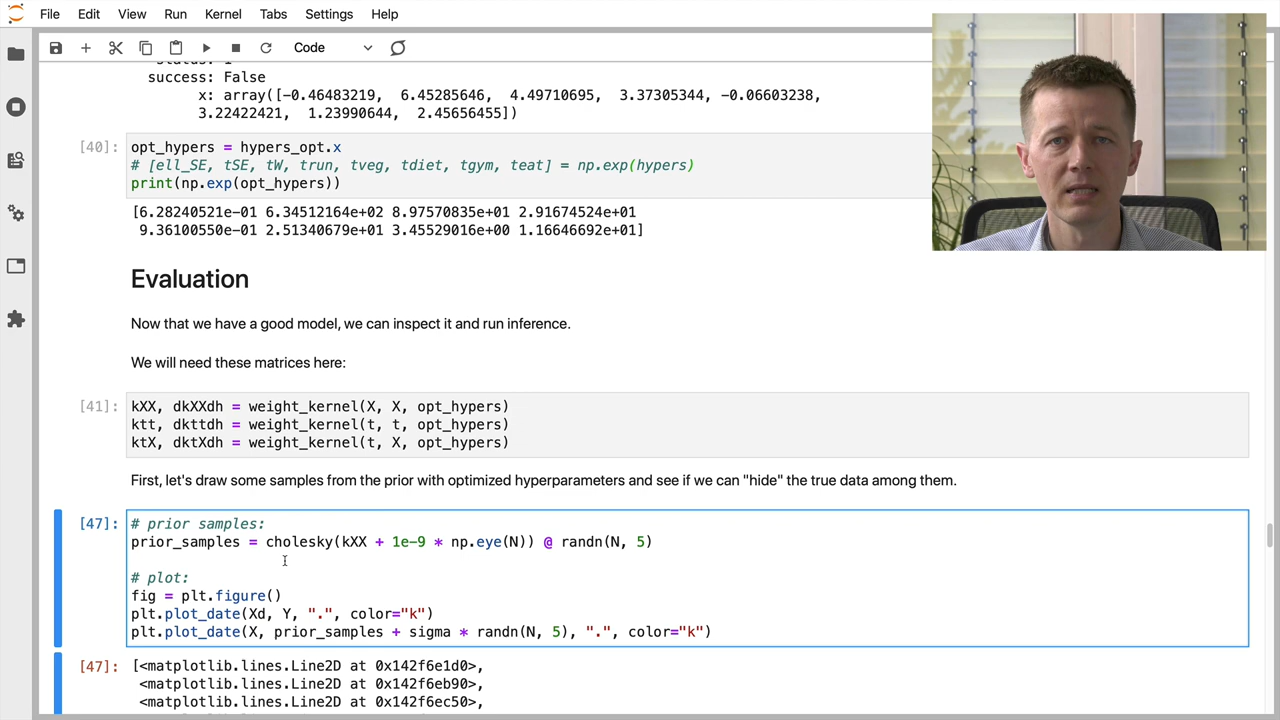 File Edit View Run Kernel Tabs Settings Help
Code
success: False
x: array([-0.46483219, 6.45285646, 4.49710695, 3.37305344, -0.06603238,
3.22422421, 1.23990644, 2.45656455])
[40]: opt_hypers = hypers_opt.x
# [ell_SE, tSE, tW, trun, tveg, tdiet, tgym, teat] = np.exp(hypers)
print(np.exp(opt_hypers))
[6.28240521e-01 6.34512164e+02 8.97570835e+01 2.91674524e+01
9.36100550e-01 2.51340679e+01 3.45529016e+00 1.16646692e+01]
Evaluation
Now that we have a good model, we can inspect it and run inference.
We will need these matrices here:
[41]: kXX, dkXXdh = weight_kernel(X, X, opt_hypers)
ktt, dkttdh = weight_kernel(t, t, opt_hypers)
ktX, dktXdh = weight_kernel(t, X, opt_hypers)
First, let's draw some samples from the prior with optimized hyperparameters and see if we can "hide" the true data among them.
[47]: # prior samples:
prior_samples = cholesky(kXX + 1e-9 * np.eye(N)) @ randn(N, 5)
# plot:
fig = plt.figure()
plt.plot_date(Xd, Y, ".", color="k")
plt.plot_date(X, prior_samples + sigma * randn(N, 5), ".", color="k")
[47]: [<matplotlib.lines.Line2D at 0x142f6e1d0>,
<matplotlib.lines.Line2D at 0x142f6eb90>,
<matplotlib.lines.Line2D at 0x142f6ec50>,